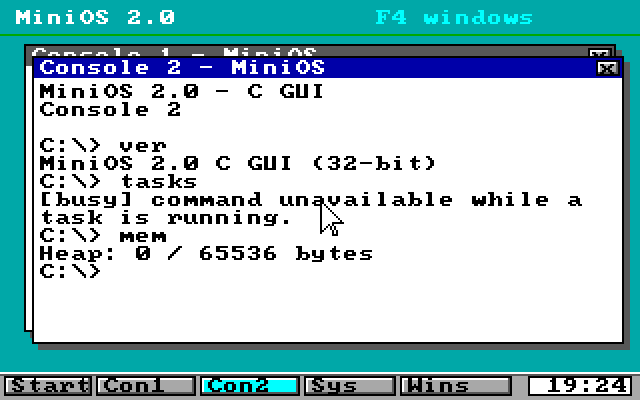 MiniOS 2.0
F4 windows
Console 1 - MiniOS
Console 2 - MiniOS
MiniOS 2.0 - C GUI
Console 2
C:\> ver
MiniOS 2.0 C GUI (32-bit)
C:\> tasks
[busy] command unavailable while a
task is running.
C:\> mem
Heap: 0 / 65536 bytes
C:\>
Start
Con1
Con2
Sys
Wins
19:24